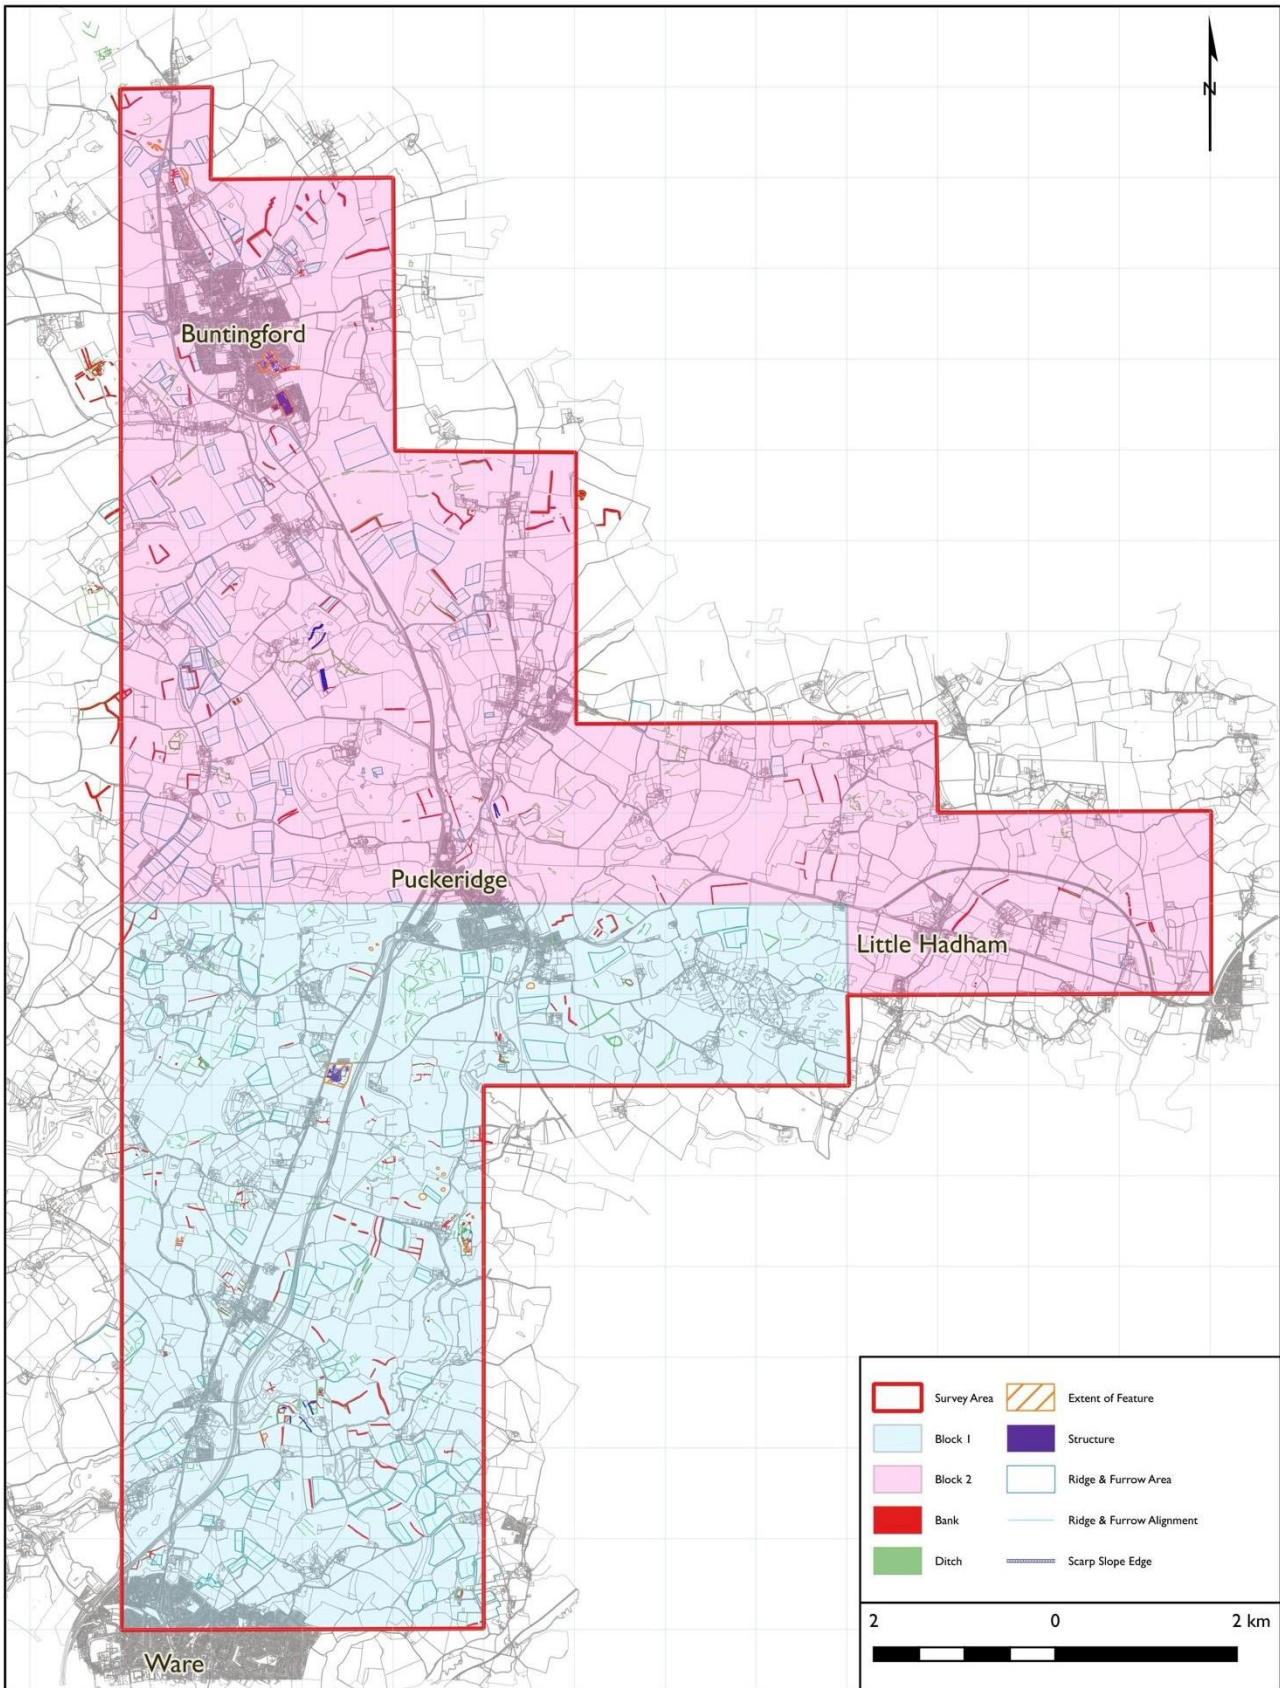 N
Buntingford
Puckeridge
Little Hadham
Ware
Survey Area
Extent of Feature
Block 1
Structure
Block 2
Ridge & Furrow Area
Bank
Ridge & Furrow Alignment
Ditch
Scarp Slope Edge
2 0 2 km